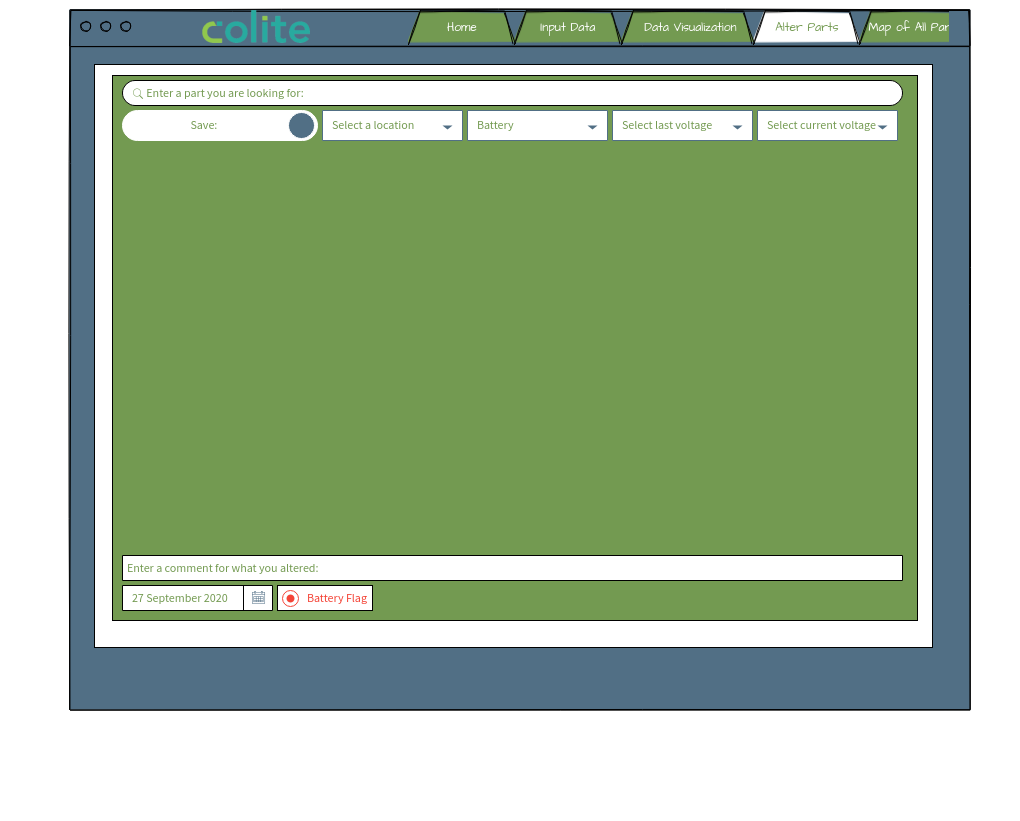 colite
Home
Input Data
Data Visualization
Alter Parts
Map of All Par
Enter a part you are looking for:
Save:
Select a location
Battery
Select last voltage
Select current voltage
Enter a comment for what you altered:
27 September 2020
Battery Flag